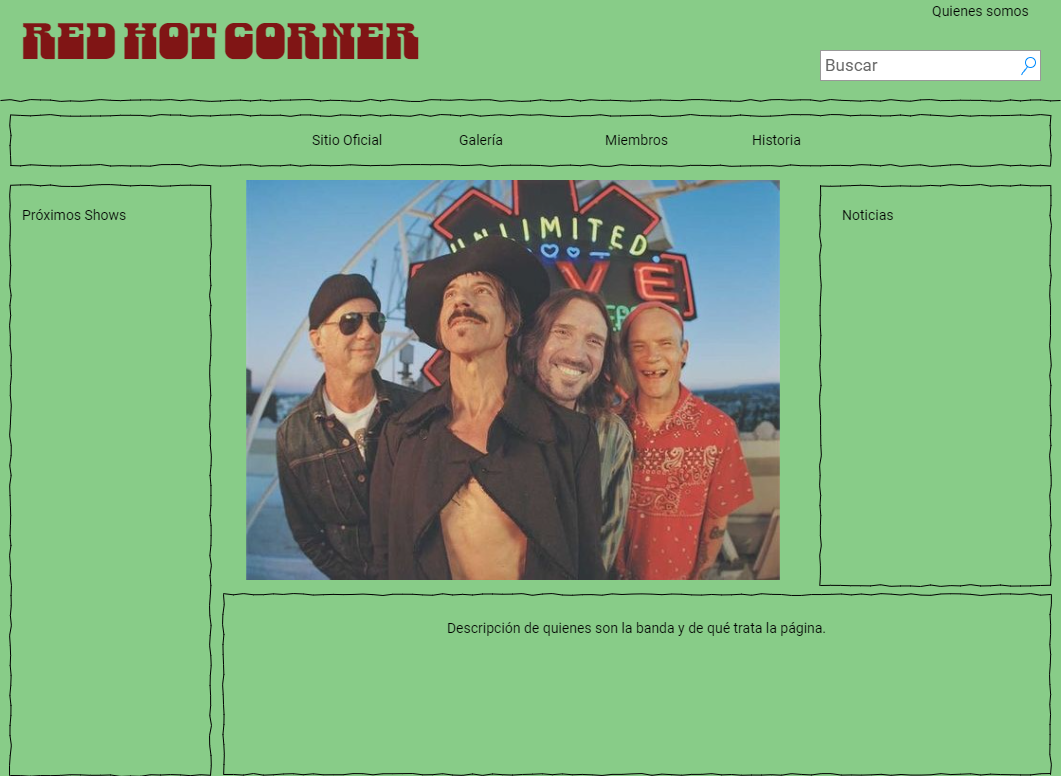 Quienes somos
RED HOT CORNER
Buscar
Sitio Oficial Galería Miembros Historia
Próximos Shows
UNLIMITED
Noticias
Descripción de quienes son la banda y de qué trata la página.